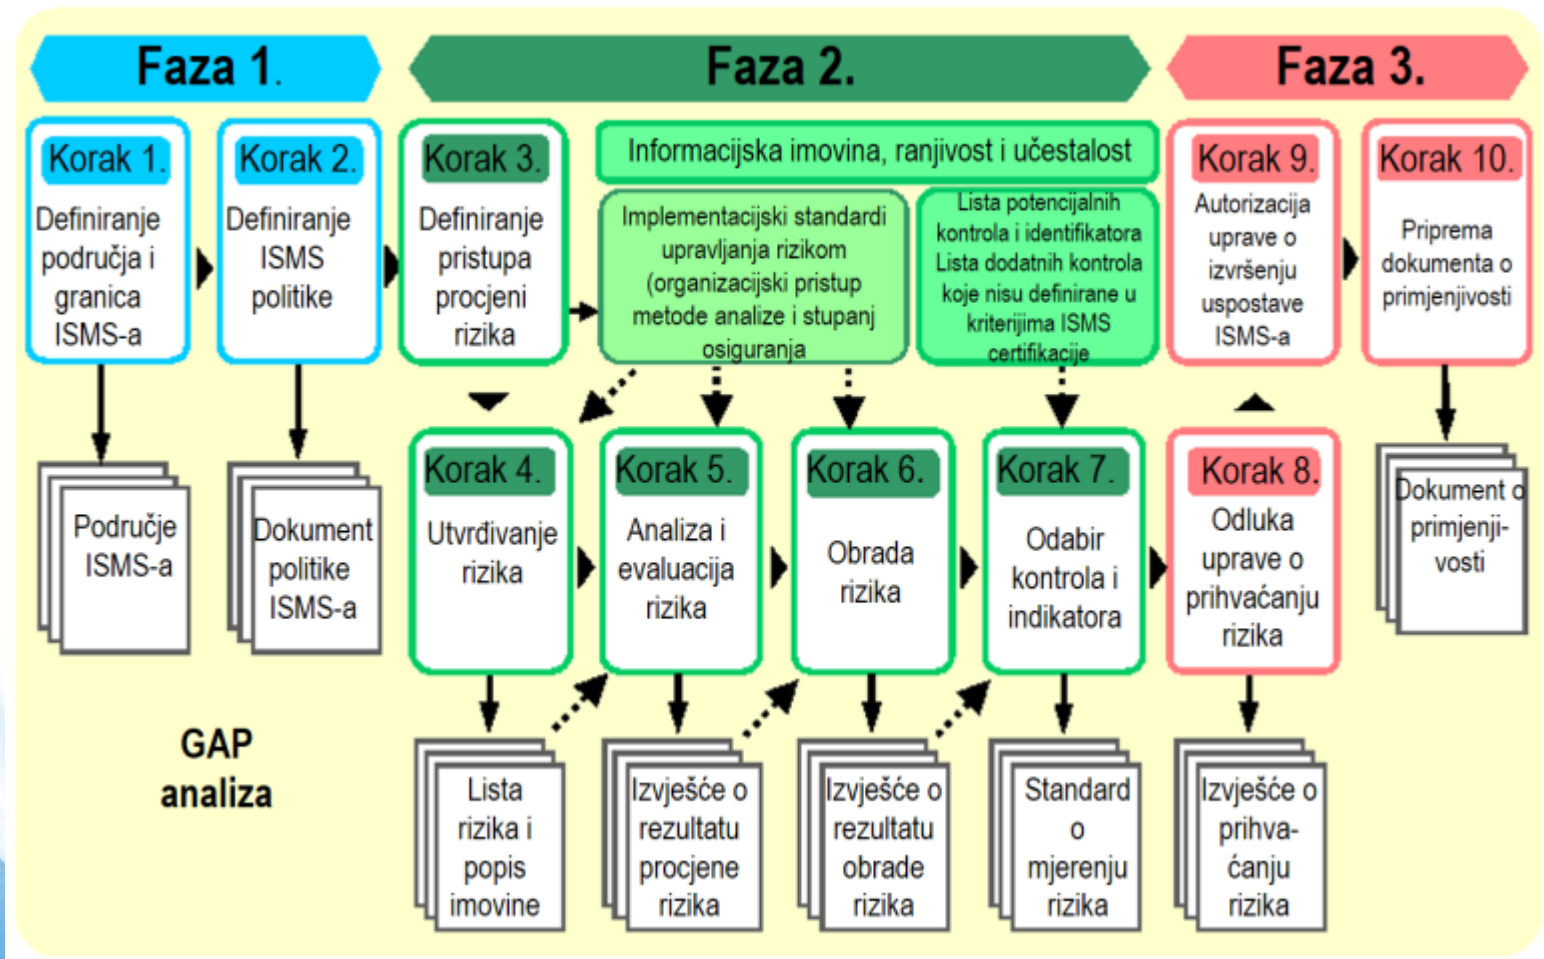 Faza 1.
Faza 2.
Faza 3.
Korak 1.
Definiranje
područja i
granica
ISMS-a
Korak 2.
Definiranje
ISMS
politike
Korak 3.
Definiranje
pristupa
procjeni
rizika
Informacijska imovina, ranjivost i učestalost
Implementacijski standardi
upravljanja rizikom
(organizacijski pristup
metode analize i stupanj
osiguranja
Lista potencijalnih
kontrola i identifikatora
Lista dodatnih kontrola
koje nisu definirane u
kriterijima ISMS
certifikacije
Korak 9.
Autorizacija
uprave o
izvršenju
uspostave
ISMS-a
Korak 10.
Priprema
dokumenta o
primjenjivosti
Korak 4.
Utvrđivanje
rizika
Korak 5.
Analiza i
evaluacija
rizika
Korak 6.
Obrada
rizika
Korak 7.
Odabir
kontrola i
indikatora
Korak 8.
Odluka
uprave o
prihvaćanju
rizika
Područje
ISMS-a
Dokument
politike
ISMS-a
Dokument o
primjenji-
vosti
GAP
analiza
Lista
rizika i
popis
imovine
Izvješće o
rezultatu
procjene
rizika
Izvješće o
rezultatu
obrade
rizika
Standard
o
mjerenju
rizika
Izvješće o
prihva-
ćanju
rizika